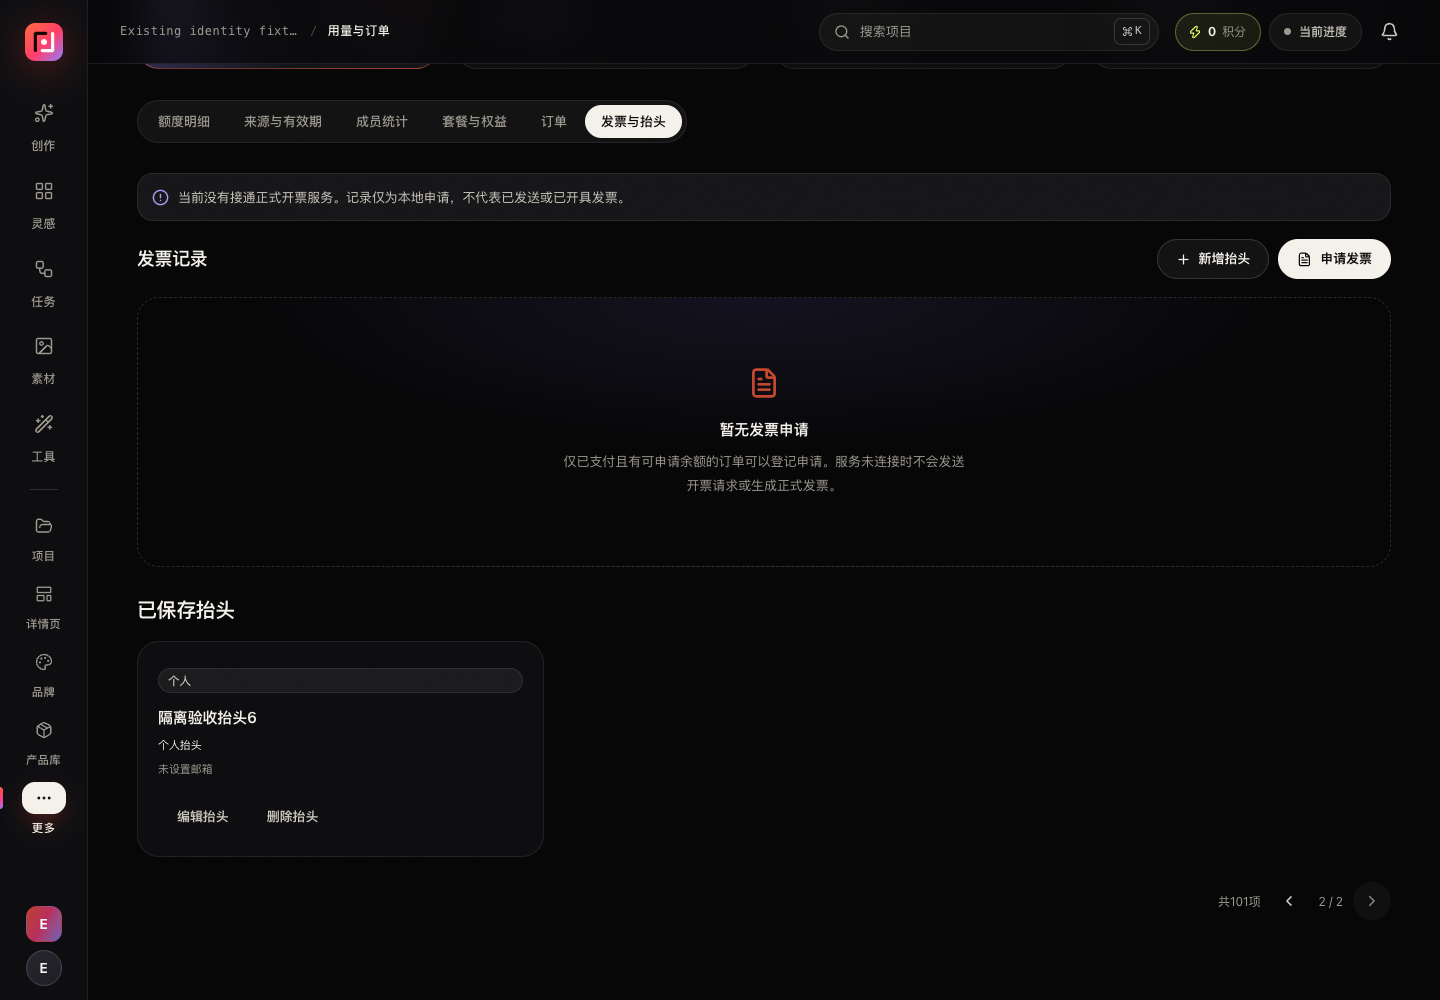 Existing identity fixt… / 用量与订单
搜索项目
⌘K
0 积分
当前进度
创作
灵感
任务
素材
工具
项目
详情页
品牌
产品库
更多
E
E
额度明细
来源与有效期
成员统计
套餐与权益
订单
发票与抬头
当前没有接通正式开票服务。记录仅为本地申请，不代表已发送或已开具发票。
发票记录
新增抬头
申请发票
暂无发票申请
仅已支付且有可申请余额的订单可以登记申请。服务未连接时不会发送
开票请求或生成正式发票。
已保存抬头
个人
隔离验收抬头6
个人抬头
未设置邮箱
编辑抬头
删除抬头
共101项
2 / 2